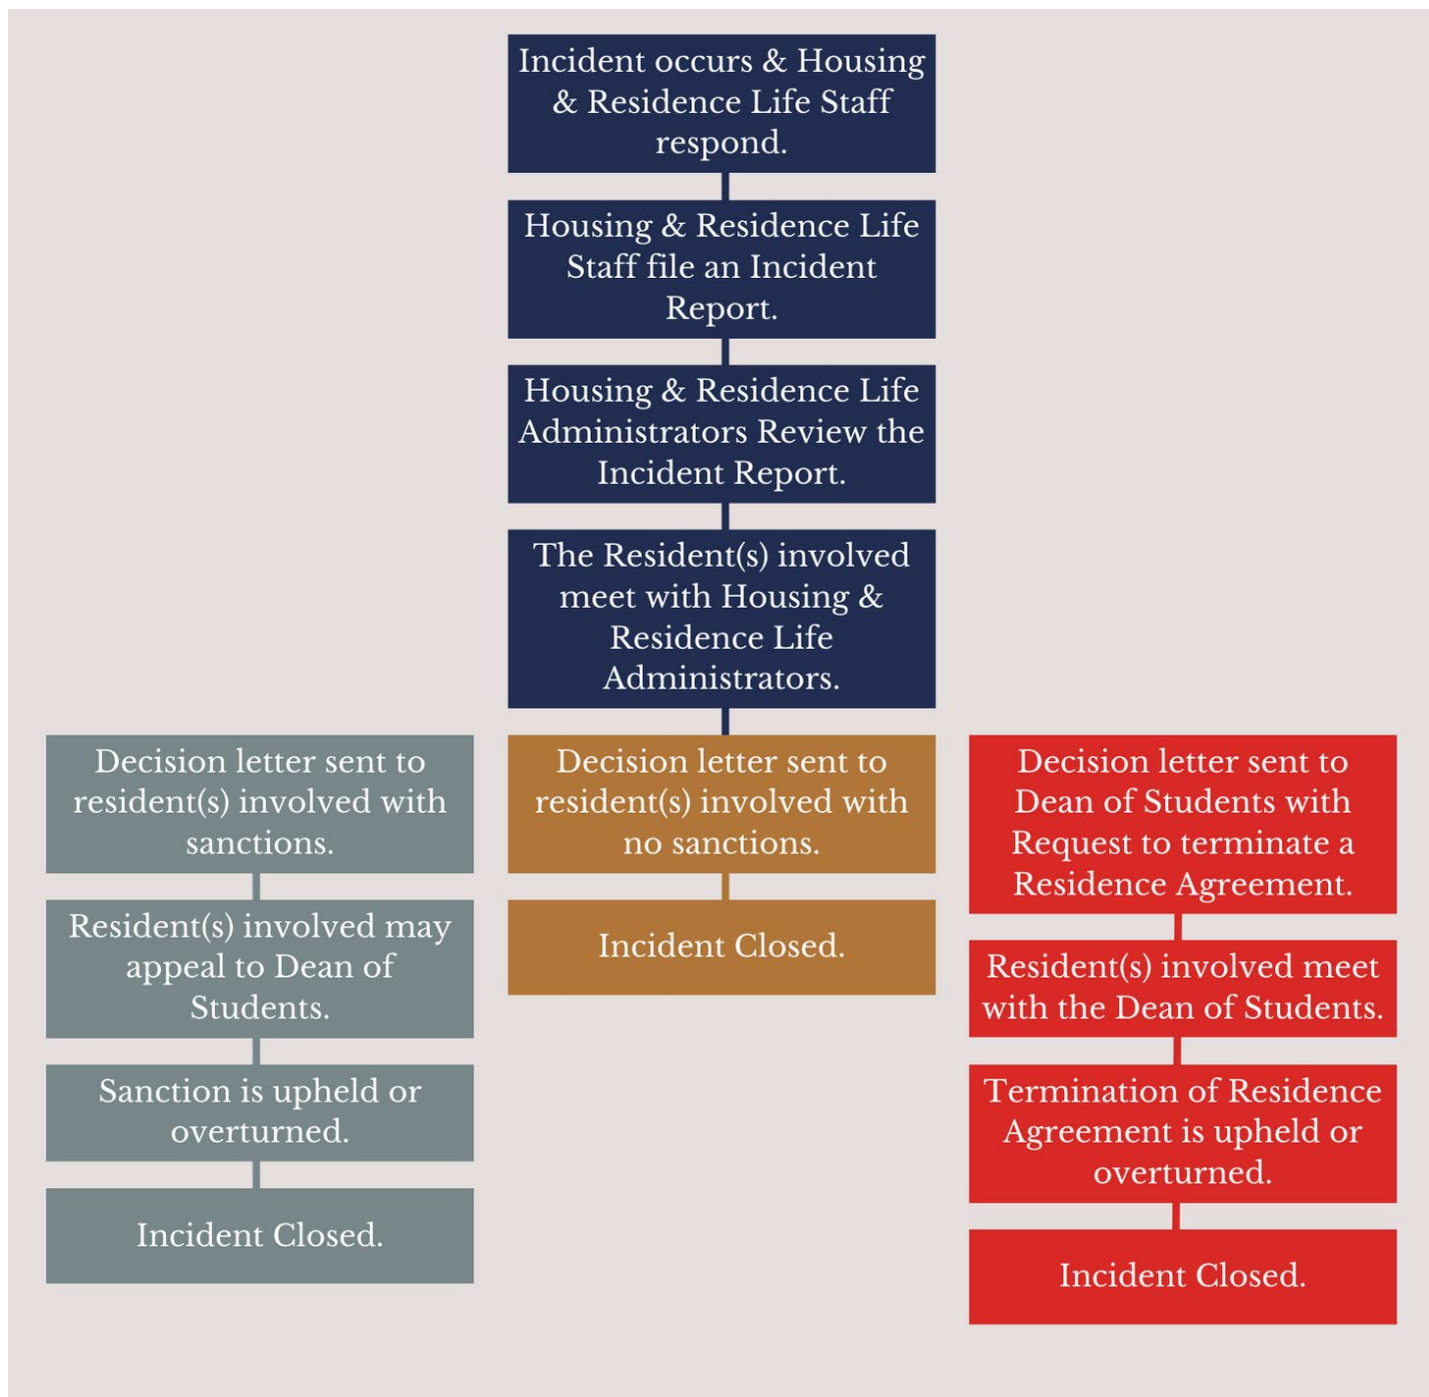 Incident occurs & Housing
& Residence Life Staff
respond.
Housing & Residence Life
Staff file an Incident
Report.
Housing & Residence Life
Administrators Review the
Incident Report.
The Resident(s) involved
meet with Housing &
Residence Life
Administrators.
Decision letter sent to
resident(s) involved with
sanctions.
Resident(s) involved may
appeal to Dean of
Students.
Sanction is upheld or
overturned.
Incident Closed.
Decision letter sent to
resident(s) involved with
no sanctions.
Incident Closed.
Decision letter sent to
Dean of Students with
Request to terminate a
Residence Agreement.
Resident(s) involved meet
with the Dean of Students.
Termination of Residence
Agreement is upheld or
overturned.
Incident Closed.